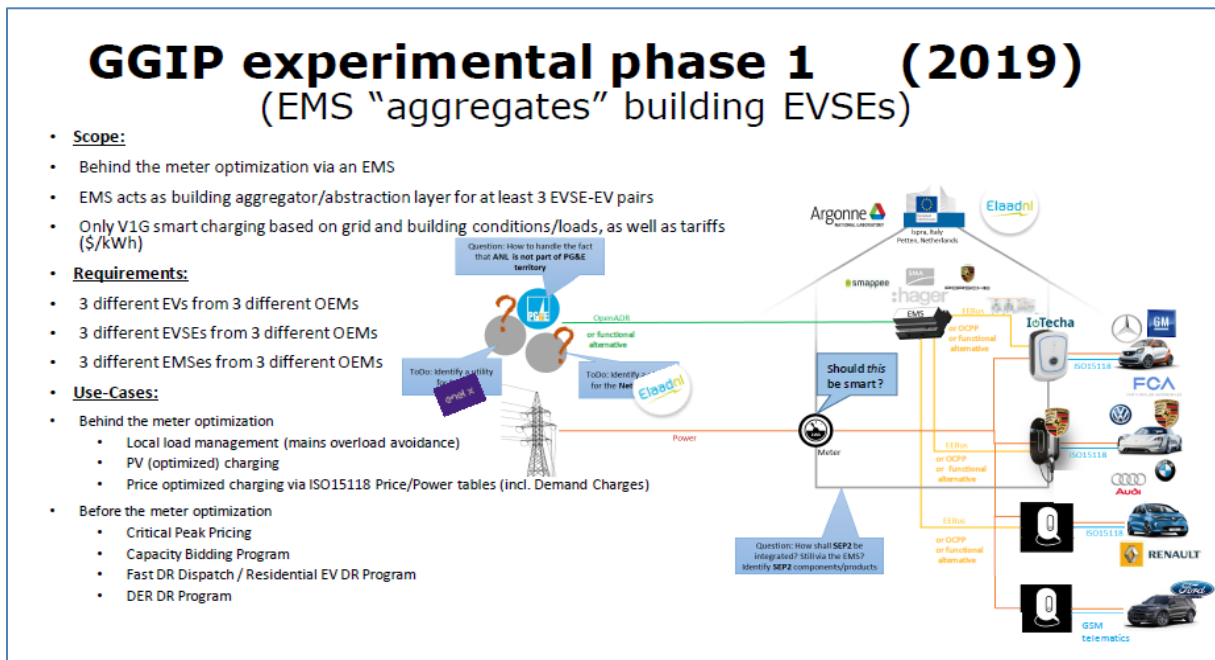 GGIP experimental phase 1 (2019)
(EMS “aggregates” building EVSEs)
• Scope:
• Behind the meter optimization via an EMS
• EMS acts as building aggregator/abstraction layer for at least 3 EVSE-EV pairs
• Only V1G smart charging based on grid and building conditions/loads, as well as tariffs
($/kWh)
• Requirements:
• 3 different EVs from 3 different OEMs
• 3 different EVSEs from 3 different OEMs
• 3 different EMSes from 3 different OEMs
• Use-Cases:
• Behind the meter optimization
• Local load management (mains overload avoidance)
• PV (optimized) charging
• Price optimized charging via ISO15118 Price/Power tables (incl. Demand Charges)
• Before the meter optimization
• Critical Peak Pricing
• Capacity Bidding Program
• Fast DR Dispatch / Residential EV DR Program
• DER DR Program
Question: How to handle the fact
that ANL is not part of PG&E
territory
?
PG&E
?
ToDo: Identify a utility
enel x
ToDo: Identify a
for the Net
Elaadnl
OpenADR
or functional
alternative
Power
Argonne
NATIONAL LABORATORY
Ispra, Italy
Petten, Netherlands
Elaadnl
smappee
SMA
PORSCHE
:hager
EMS
Should this
be smart?
Meter
EEBus
or OCPP
or functional
alternative
IoTecha
GM
ISO15118
FCA
EEBus
or OCPP
or functional
alternative
ISO15118
Audi
EEBus
or OCPP
or functional
alternative
ISO15118
RENAULT
Question: How shall SEP2 be
integrated? Still via the EMS?
Identify SEP2 components/products
Ford
GSM
telematics